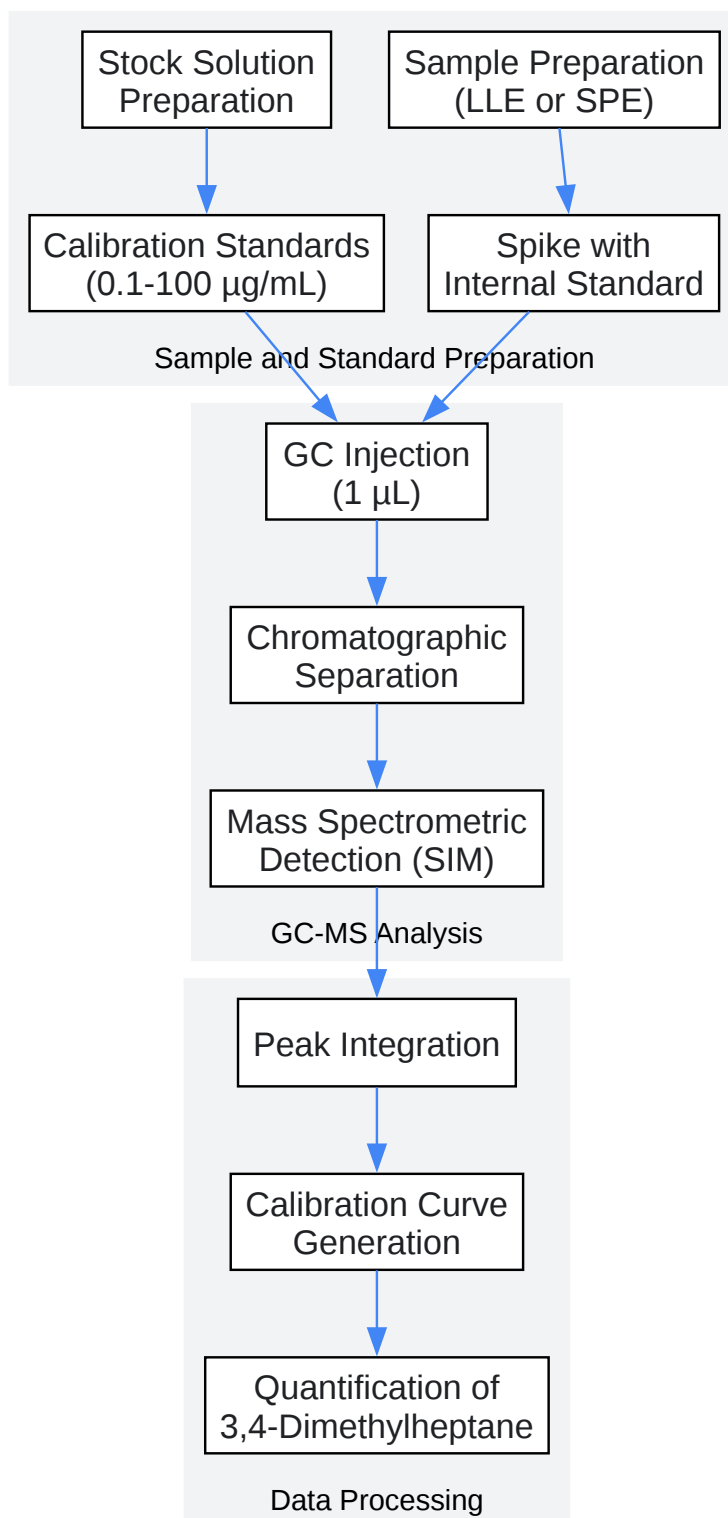 Stock Solution
Preparation
Sample Preparation
(LLE or SPE)
Calibration Standards
(0.1-100 µg/mL)
Spike with
Internal Standard
Sample and Standard Preparation
GC Injection
(1 µL)
Chromatographic
Separation
Mass Spectrometric
Detection (SIM)
GC-MS Analysis
Peak Integration
Calibration Curve
Generation
Quantification of
3,4-Dimethylheptane
Data Processing